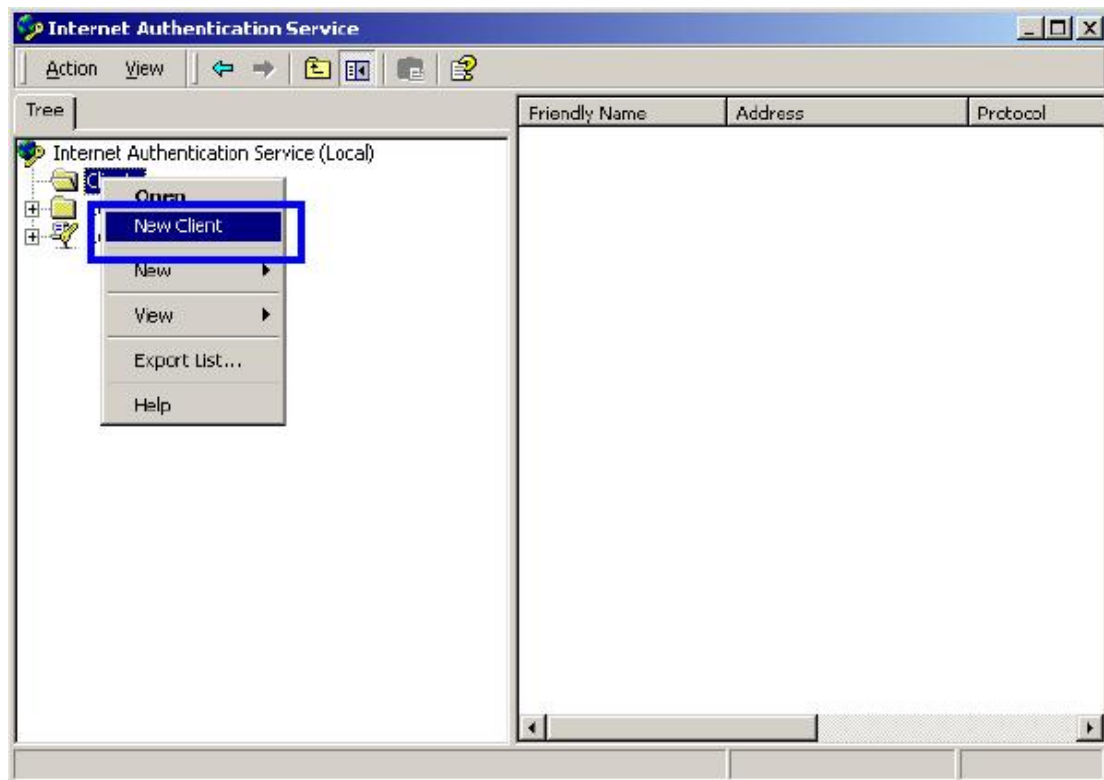 Internet Authentication Service
Action View
Tree
Friendly Name Address Protocol
Internet Authentication Service (Local)
Open
New Client
New
View
Export List...
Help